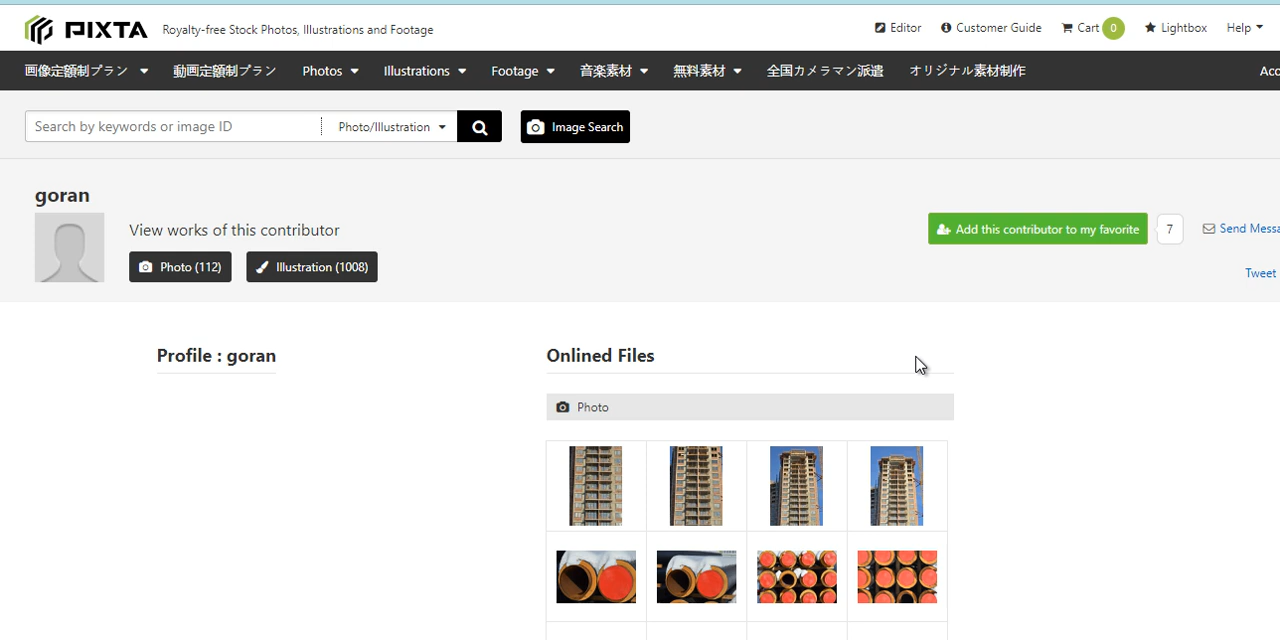 PIXTA Royalty-free Stock Photos, Illustrations and Footage Editor Customer Guide Cart 0 Lightbox Help
画像定額制プラン 動画定額制プラン Photos Illustrations Footage 音楽素材 無料素材 全国カメラマン派遣 オリジナル素材制作 Acc
Search by keywords or image ID Photo/Illustration Image Search
goran
View works of this contributor Add this contributor to my favorite 7 Send Messa
Photo (112) Illustration (1008) Tweet
Profile : goran Onlined Files
Photo